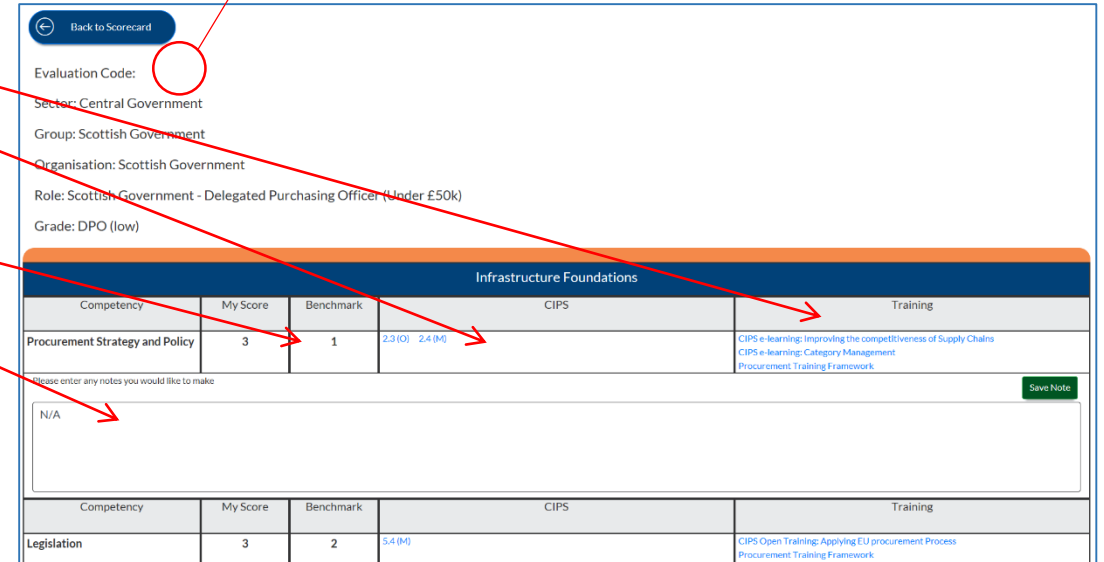 Back to Scorecard
Evaluation Code:
Sector: Central Government
Group: Scottish Government
Organisation: Scottish Government
Role: Scottish Government - Delegated Purchasing Officer (Under £50k)
Grade: DPO (low)
Infrastructure Foundations
Competency My Score Benchmark CIPS Training
Procurement Strategy and Policy 3 1 2.3 (O) 2.4 (M) CIPS e-learning: Improving the competitiveness of Supply Chains
CIPS e-learning: Category Management
Procurement Training Framework
Please enter any notes you would like to make Save Note
N/A
Competency My Score Benchmark CIPS Training
Legislation 3 2 5.4 (M) CIPS Open Training: Applying EU procurement Process
Procurement Training Framework